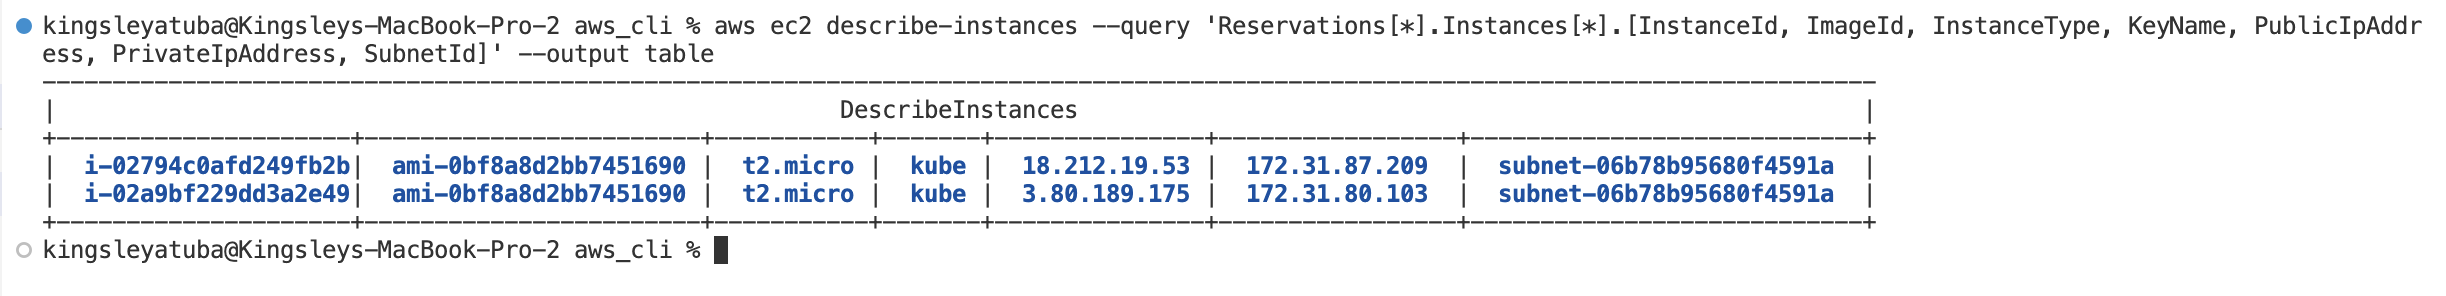 kingsleyatuba@Kingsleys-MacBook-Pro-2 aws_cli % aws ec2 describe-instances --query 'Reservations[*].Instances[*].[InstanceId, ImageId, InstanceType, KeyName, PublicIpAddr
ess, PrivateIpAddress, SubnetId]' --output table
-----------------------------------------------------------------------------------------------------------------------------------
|                                                        DescribeInstances                                                        |
+---------------------+------------------------+-----------+-------+---------------+-----------------+----------------------------+
|  i-02794c0afd249fb2b|  ami-0bf8a8d2bb7451690 |  t2.micro |  kube |  18.212.19.53 |  172.31.87.209  |  subnet-06b78b95680f4591a  |
|  i-02a9bf229dd3a2e49|  ami-0bf8a8d2bb7451690 |  t2.micro |  kube |  3.80.189.175 |  172.31.80.103  |  subnet-06b78b95680f4591a  |
+---------------------+------------------------+-----------+-------+---------------+-----------------+----------------------------+
kingsleyatuba@Kingsleys-MacBook-Pro-2 aws_cli %